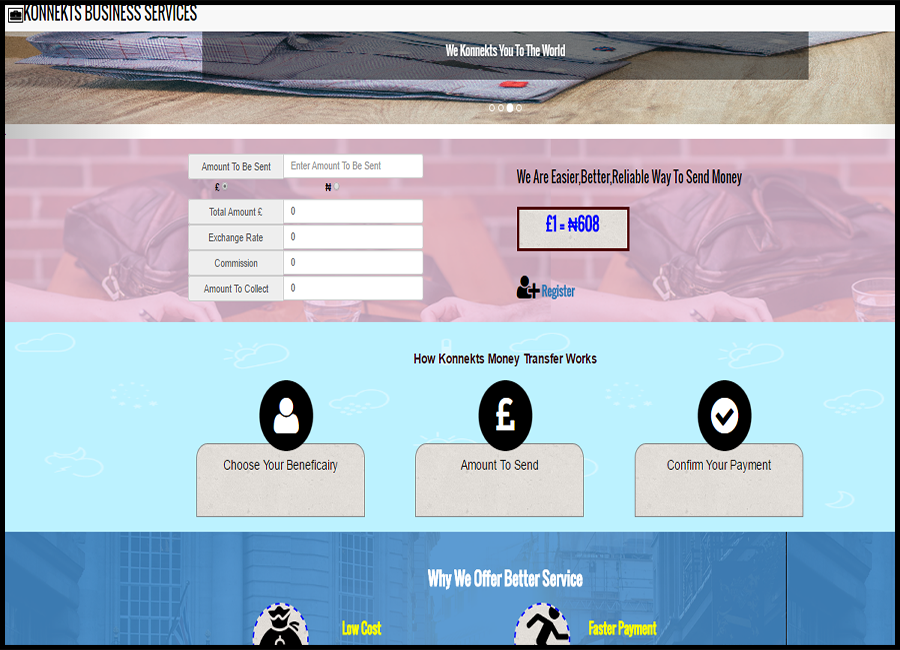 KONNEKTS BUSINESS SERVICES
We Konnekts You To The World
Amount To Be Sent Enter Amount To Be Sent
£ ₦
Total Amount £ 0
Exchange Rate 0
Commission 0
Amount To Collect 0
We Are Easier,Better,Reliable Way To Send Money
£1 = ₦608
Register
How Konnekts Money Transfer Works
£
Choose Your Beneficairy
Amount To Send
Confirm Your Payment
Why We Offer Better Service
Low Cost
Faster Payment